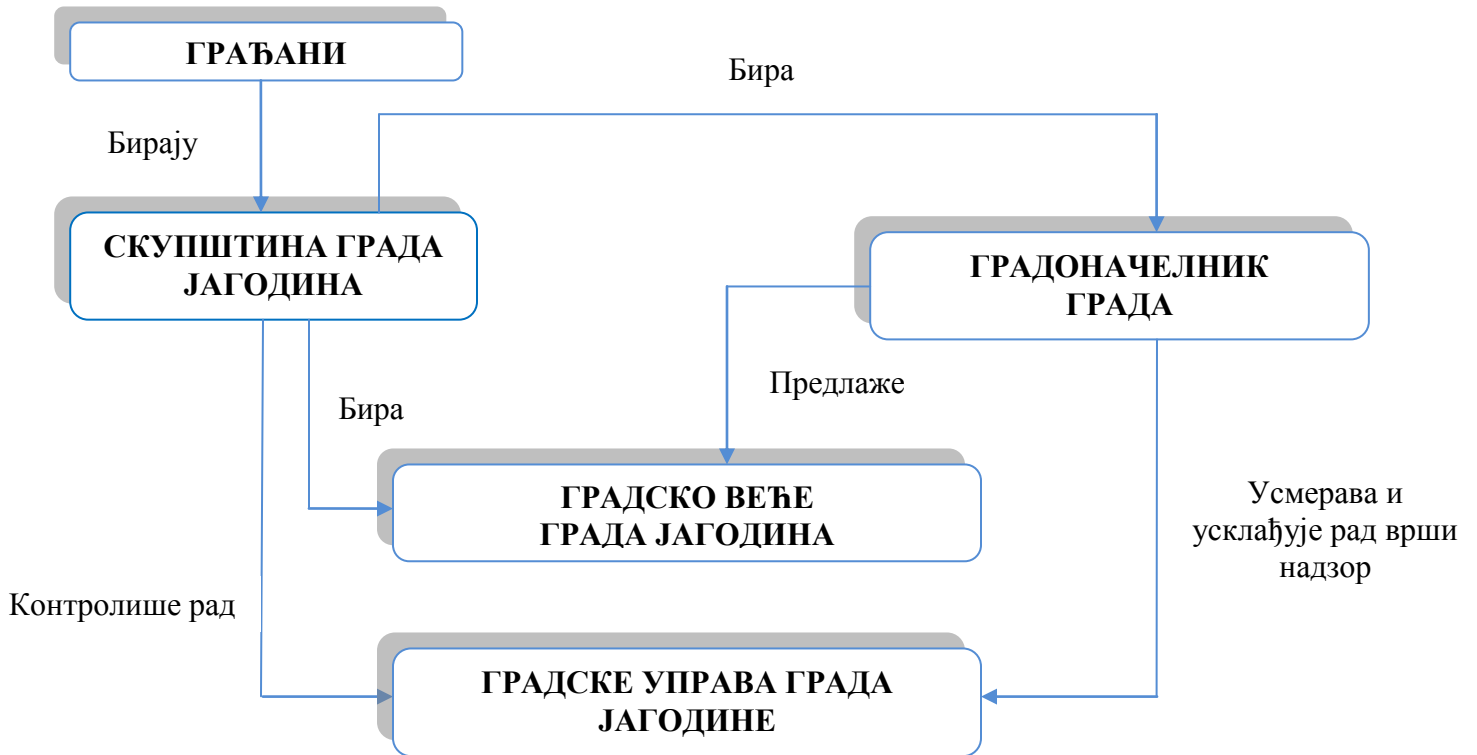 ГРАЂАНИ
Бира
Бирају
СКУПШТИНА ГРАДА
ЈАГОДИНА
ГРАДОНАЧЕЛНИК
ГРАДА
Предлаже
Бира
ГРАДСКО ВЕЋЕ
ГРАДА ЈАГОДИНА
Усмерава и
усклађује рад врши
надзор
Контролише рад
ГРАДСКЕ УПРАВА ГРАДА
ЈАГОДИНЕ